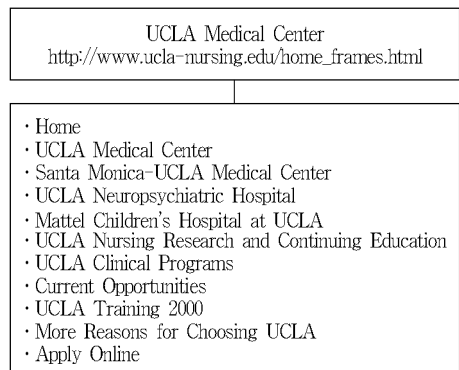 UCLA Medical Center
http://www.ucla-nursing.edu/home_frames.html
· Home
· UCLA Medical Center
· Santa Monica-UCLA Medical Center
· UCLA Neuropsychiatric Hospital
· Mattel Children's Hospital at UCLA
· UCLA Nursing Research and Continuing Education
· UCLA Clinical Programs
· Current Opportunities
· UCLA Training 2000
· More Reasons for Choosing UCLA
· Apply Online